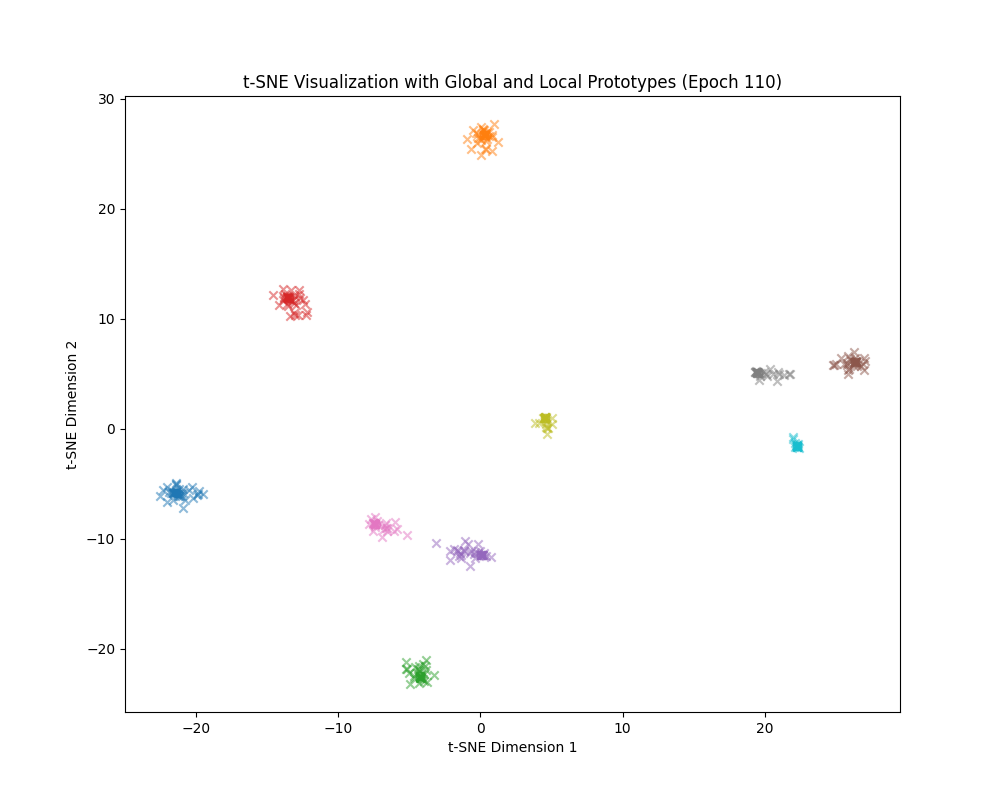 t-SNE Visualization with Global and Local Prototypes (Epoch 110)
30
20
10
0
−10
−20
t-SNE Dimension 2
−20 −10 0 10 20
t-SNE Dimension 1